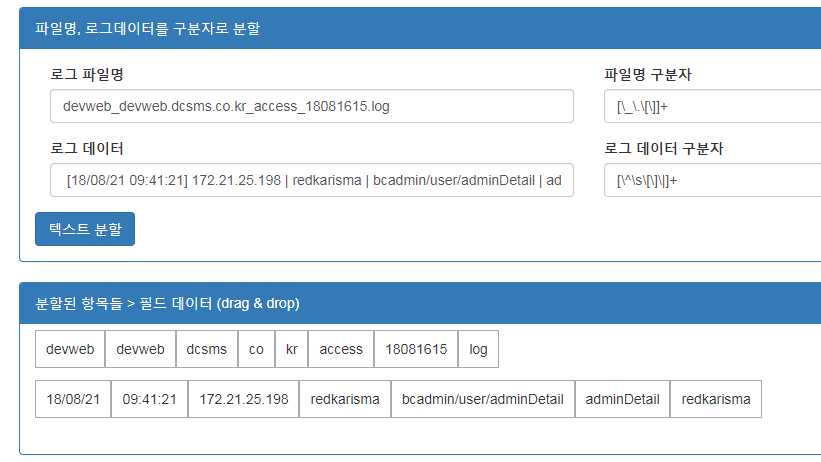 파일명, 로그데이터를 구분자로 분할
로그 파일명 파일명 구분자
devweb_devweb.dcsms.co.kr_access_18081615.log [\_\.\[\]]+
로그 데이터 로그 데이터 구분자
[18/08/21 09:41:21] 172.21.25.198 | redkarisma | bcadmin/user/adminDetail | ad [\^\s\[\]\|]+
텍스트 분할
분할된 항목들 > 필드 데이터 (drag & drop)
devweb devweb dcsms co kr access 18081615 log
18/08/21 09:41:21 172.21.25.198 redkarisma bcadmin/user/adminDetail adminDetail redkarisma